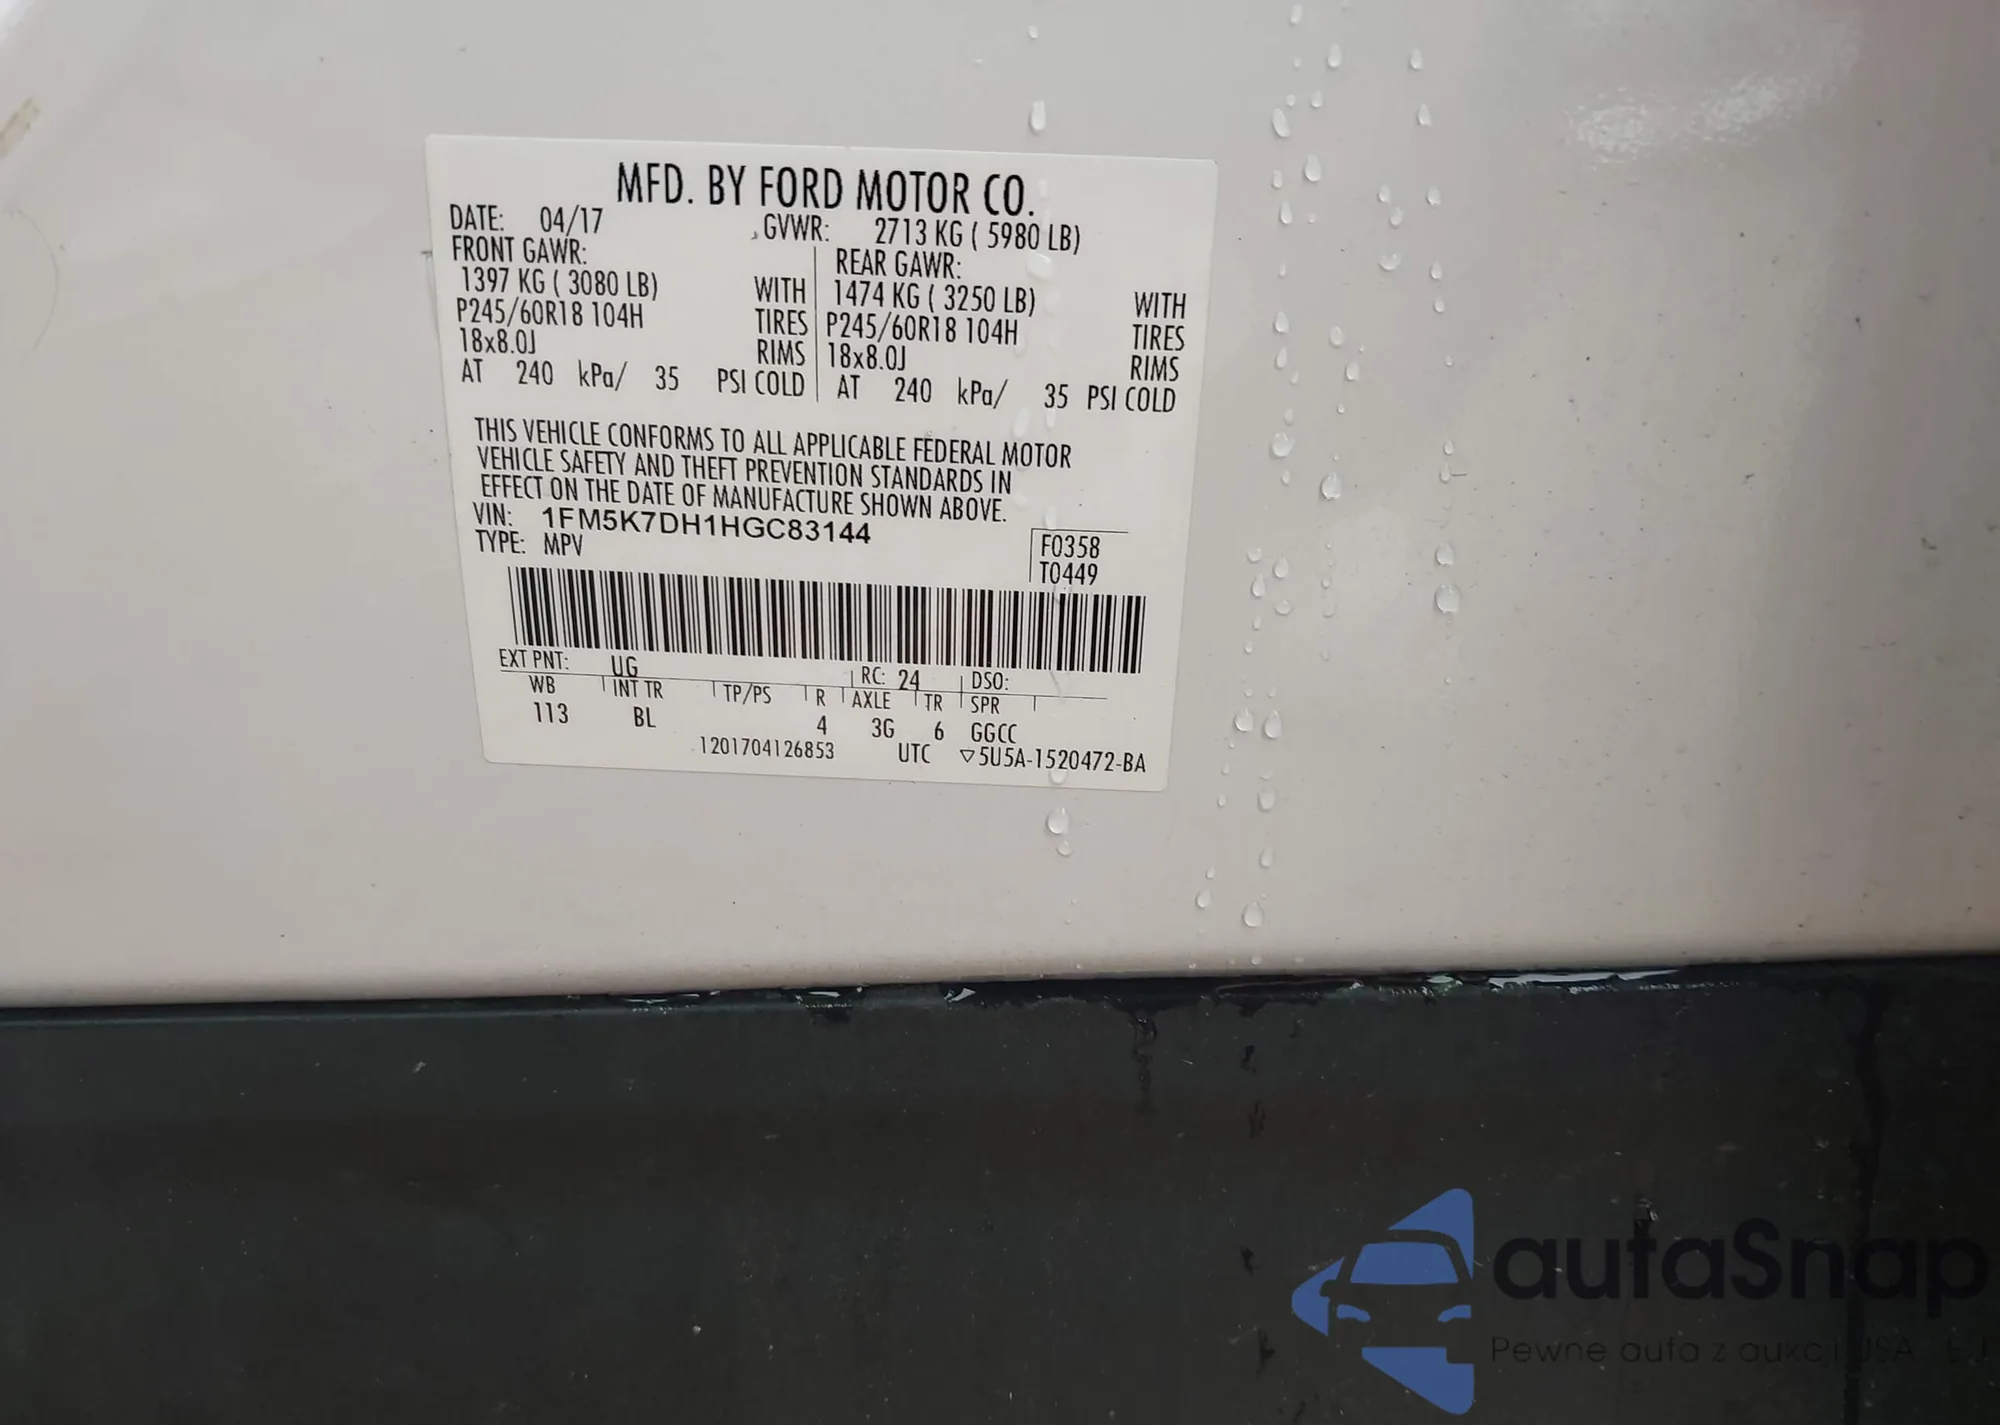 MFD. BY FORD MOTOR CO.
DATE: 04/17 GVWR: 2713 KG ( 5980 LB)
FRONT GAWR: REAR GAWR:
1397 KG ( 3080 LB) WITH 1474 KG ( 3250 LB) WITH
P245/60R18 104H TIRES P245/60R18 104H TIRES
18x8.0J RIMS 18x8.0J RIMS
AT 240 kPa/ 35 PSI COLD AT 240 kPa/ 35 PSI COLD
THIS VEHICLE CONFORMS TO ALL APPLICABLE FEDERAL MOTOR
VEHICLE SAFETY AND THEFT PREVENTION STANDARDS IN
EFFECT ON THE DATE OF MANUFACTURE SHOWN ABOVE.
VIN: 1FM5K7DH1HGC83144
TYPE: MPV
F0358
T0449
EXT PNT: UG RC: 24 DSO:
WB INT TR TP/PS R AXLE TR SPR
113 BL 4 3G 6 GGCC
1201704126853 UTC ▽5U5A-1520472-BA
autaSnap
Pewne auta z aukcji USA